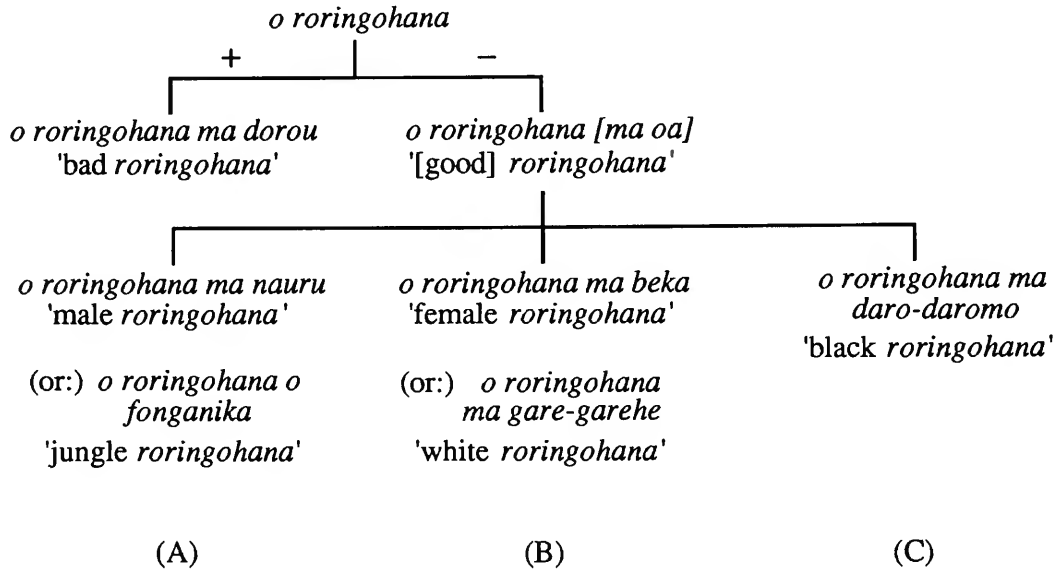 o roringohana
+ −
o roringohana ma dorou
'bad roringohana'
o roringohana [ma oa]
'[good] roringohana'
o roringohana ma nauru
'male roringohana'
(or:) o roringohana o
fonganika
'jungle roringohana'
o roringohana ma beka
'female roringohana'
(or:) o roringohana
ma gare-garehe
'white roringohana'
o roringohana ma
daro-daromo
'black roringohana'
(A) (B) (C)